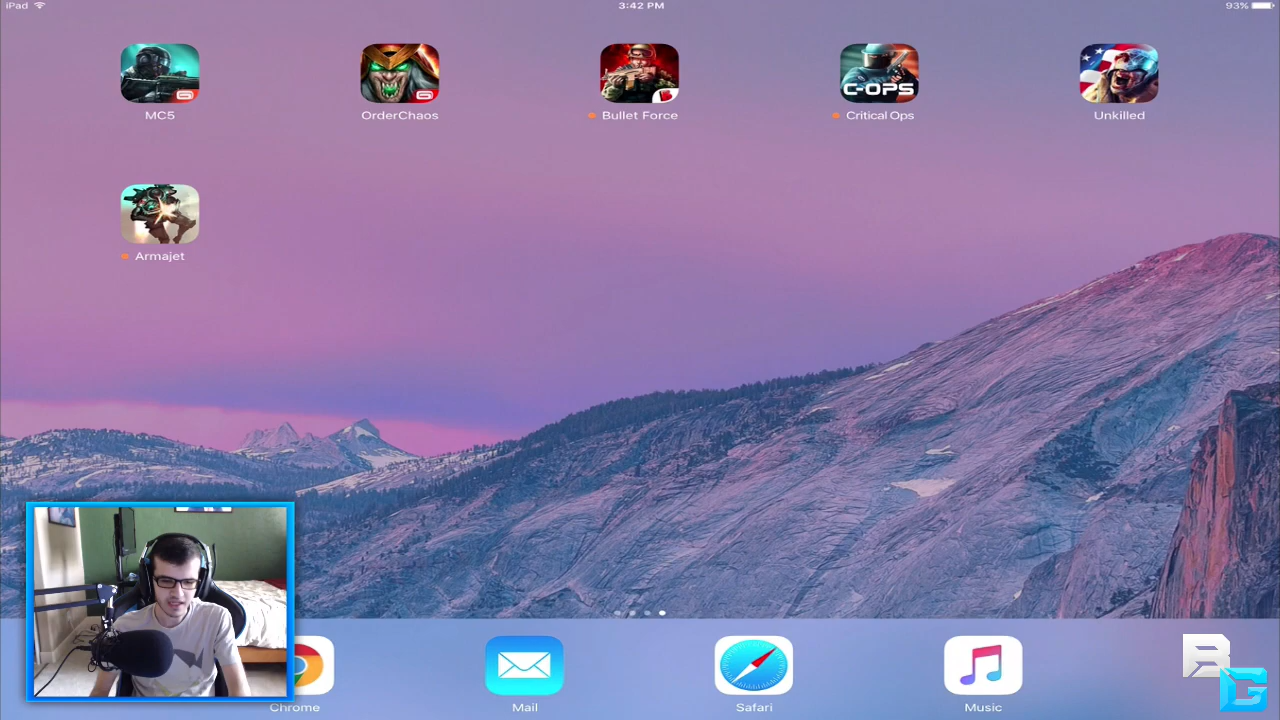 iPad
3:42 PM
93%
C-OPS
MC5
OrderChaos
Bullet Force
Critical Ops
Unkilled
Armajet
Chrome
Mail
Safari
Music
B
G